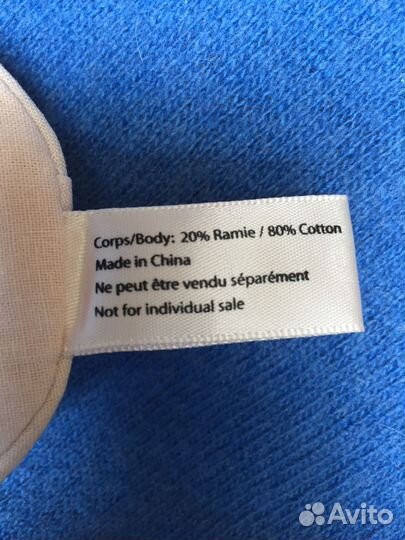 Corps/Body: 20% Ramie / 80% Cotton
Made in China
Ne peut être vendu séparément
Not for individual sale
Avito